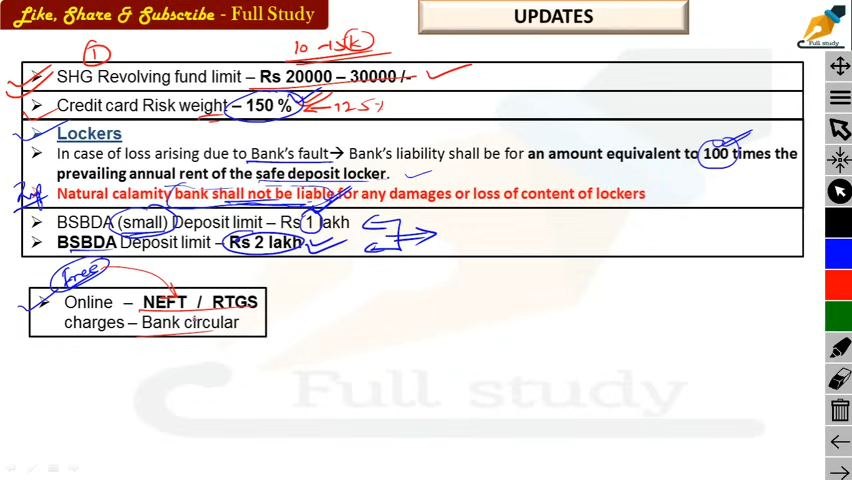 Like, Share & Subscribe - Full Study
UPDATES
Full study
1
10 - 15 k
SHG Revolving fund limit – Rs 20000 – 30000 /-
Credit card Risk weight – 150 %
125%
Lockers
In case of loss arising due to Bank's fault→ Bank's liability shall be for an amount equivalent to 100 times the
prevailing annual rent of the safe deposit locker.
Natural calamity bank shall not be liable for any damages or loss of content of lockers
BSBDA (small) Deposit limit – Rs 1 lakh
BSBDA Deposit limit – Rs 2 lakh
Free
Online – NEFT / RTGS
charges – Bank circular
Full study